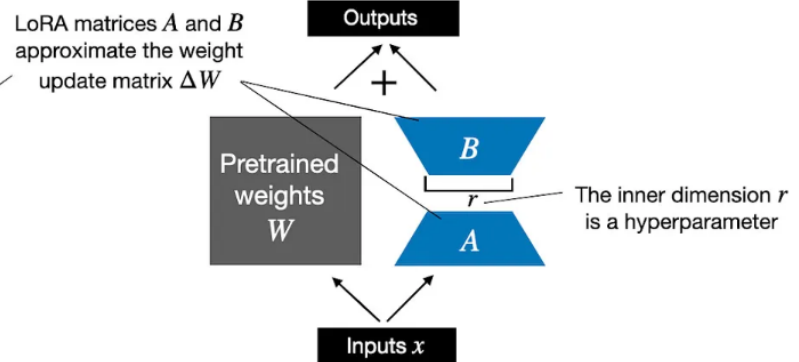 Outputs
LoRA matrices A and B
approximate the weight
update matrix ΔW
+
Pretrained
weights
W
B
r
A
The inner dimension r
is a hyperparameter
Inputs x